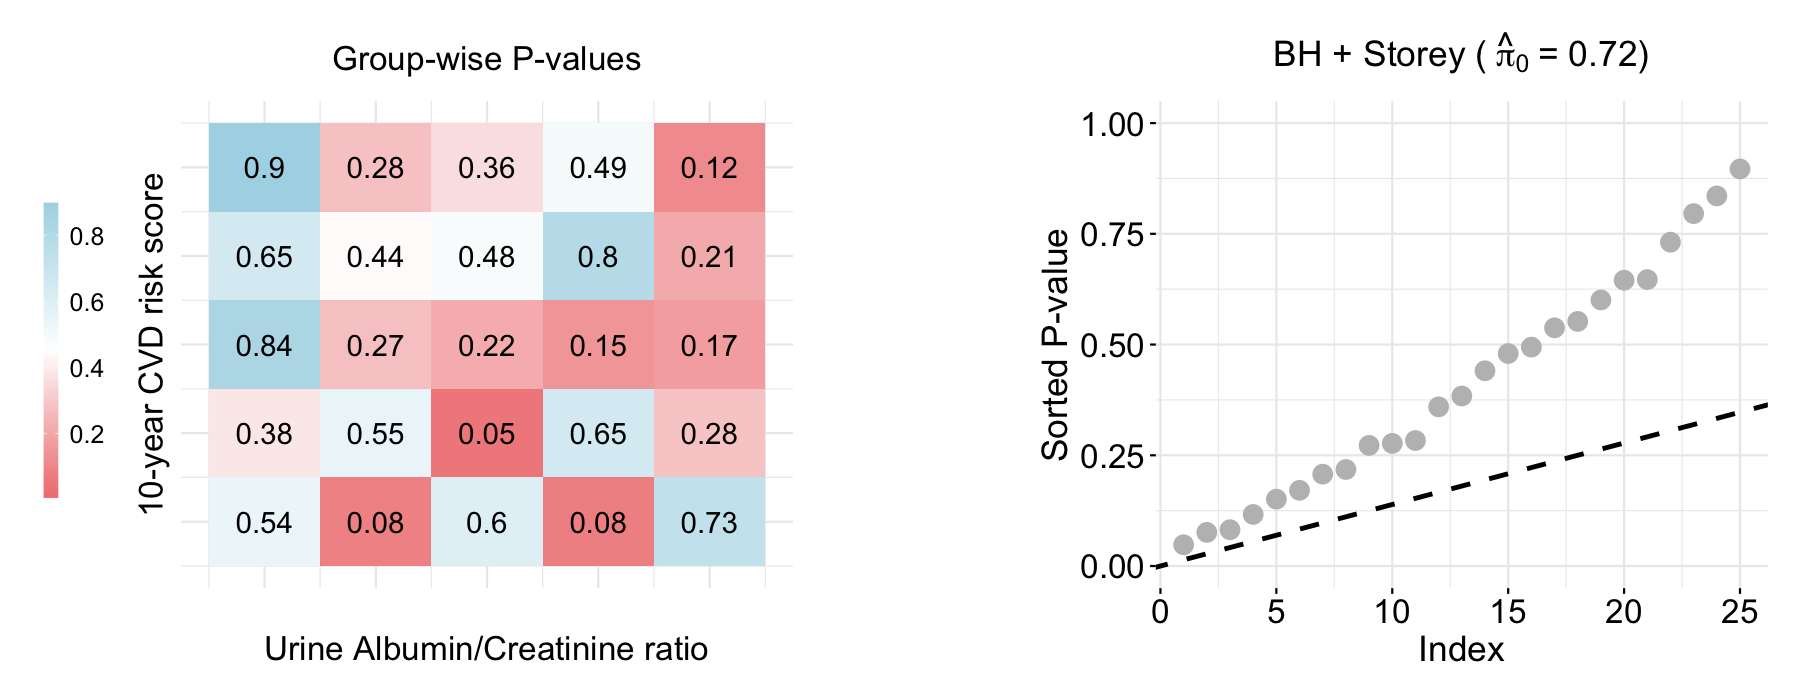 Group-wise P-values
10-year CVD risk score
0.8
0.6
0.4
0.2
0.9 0.28 0.36 0.49 0.12
0.65 0.44 0.48 0.8 0.21
0.84 0.27 0.22 0.15 0.17
0.38 0.55 0.05 0.65 0.28
0.54 0.08 0.6 0.08 0.73
Urine Albumin/Creatinine ratio
BH + Storey ( π̂₀ = 0.72)
Sorted P-value
1.00
0.75
0.50
0.25
0.00
0 5 10 15 20 25
Index